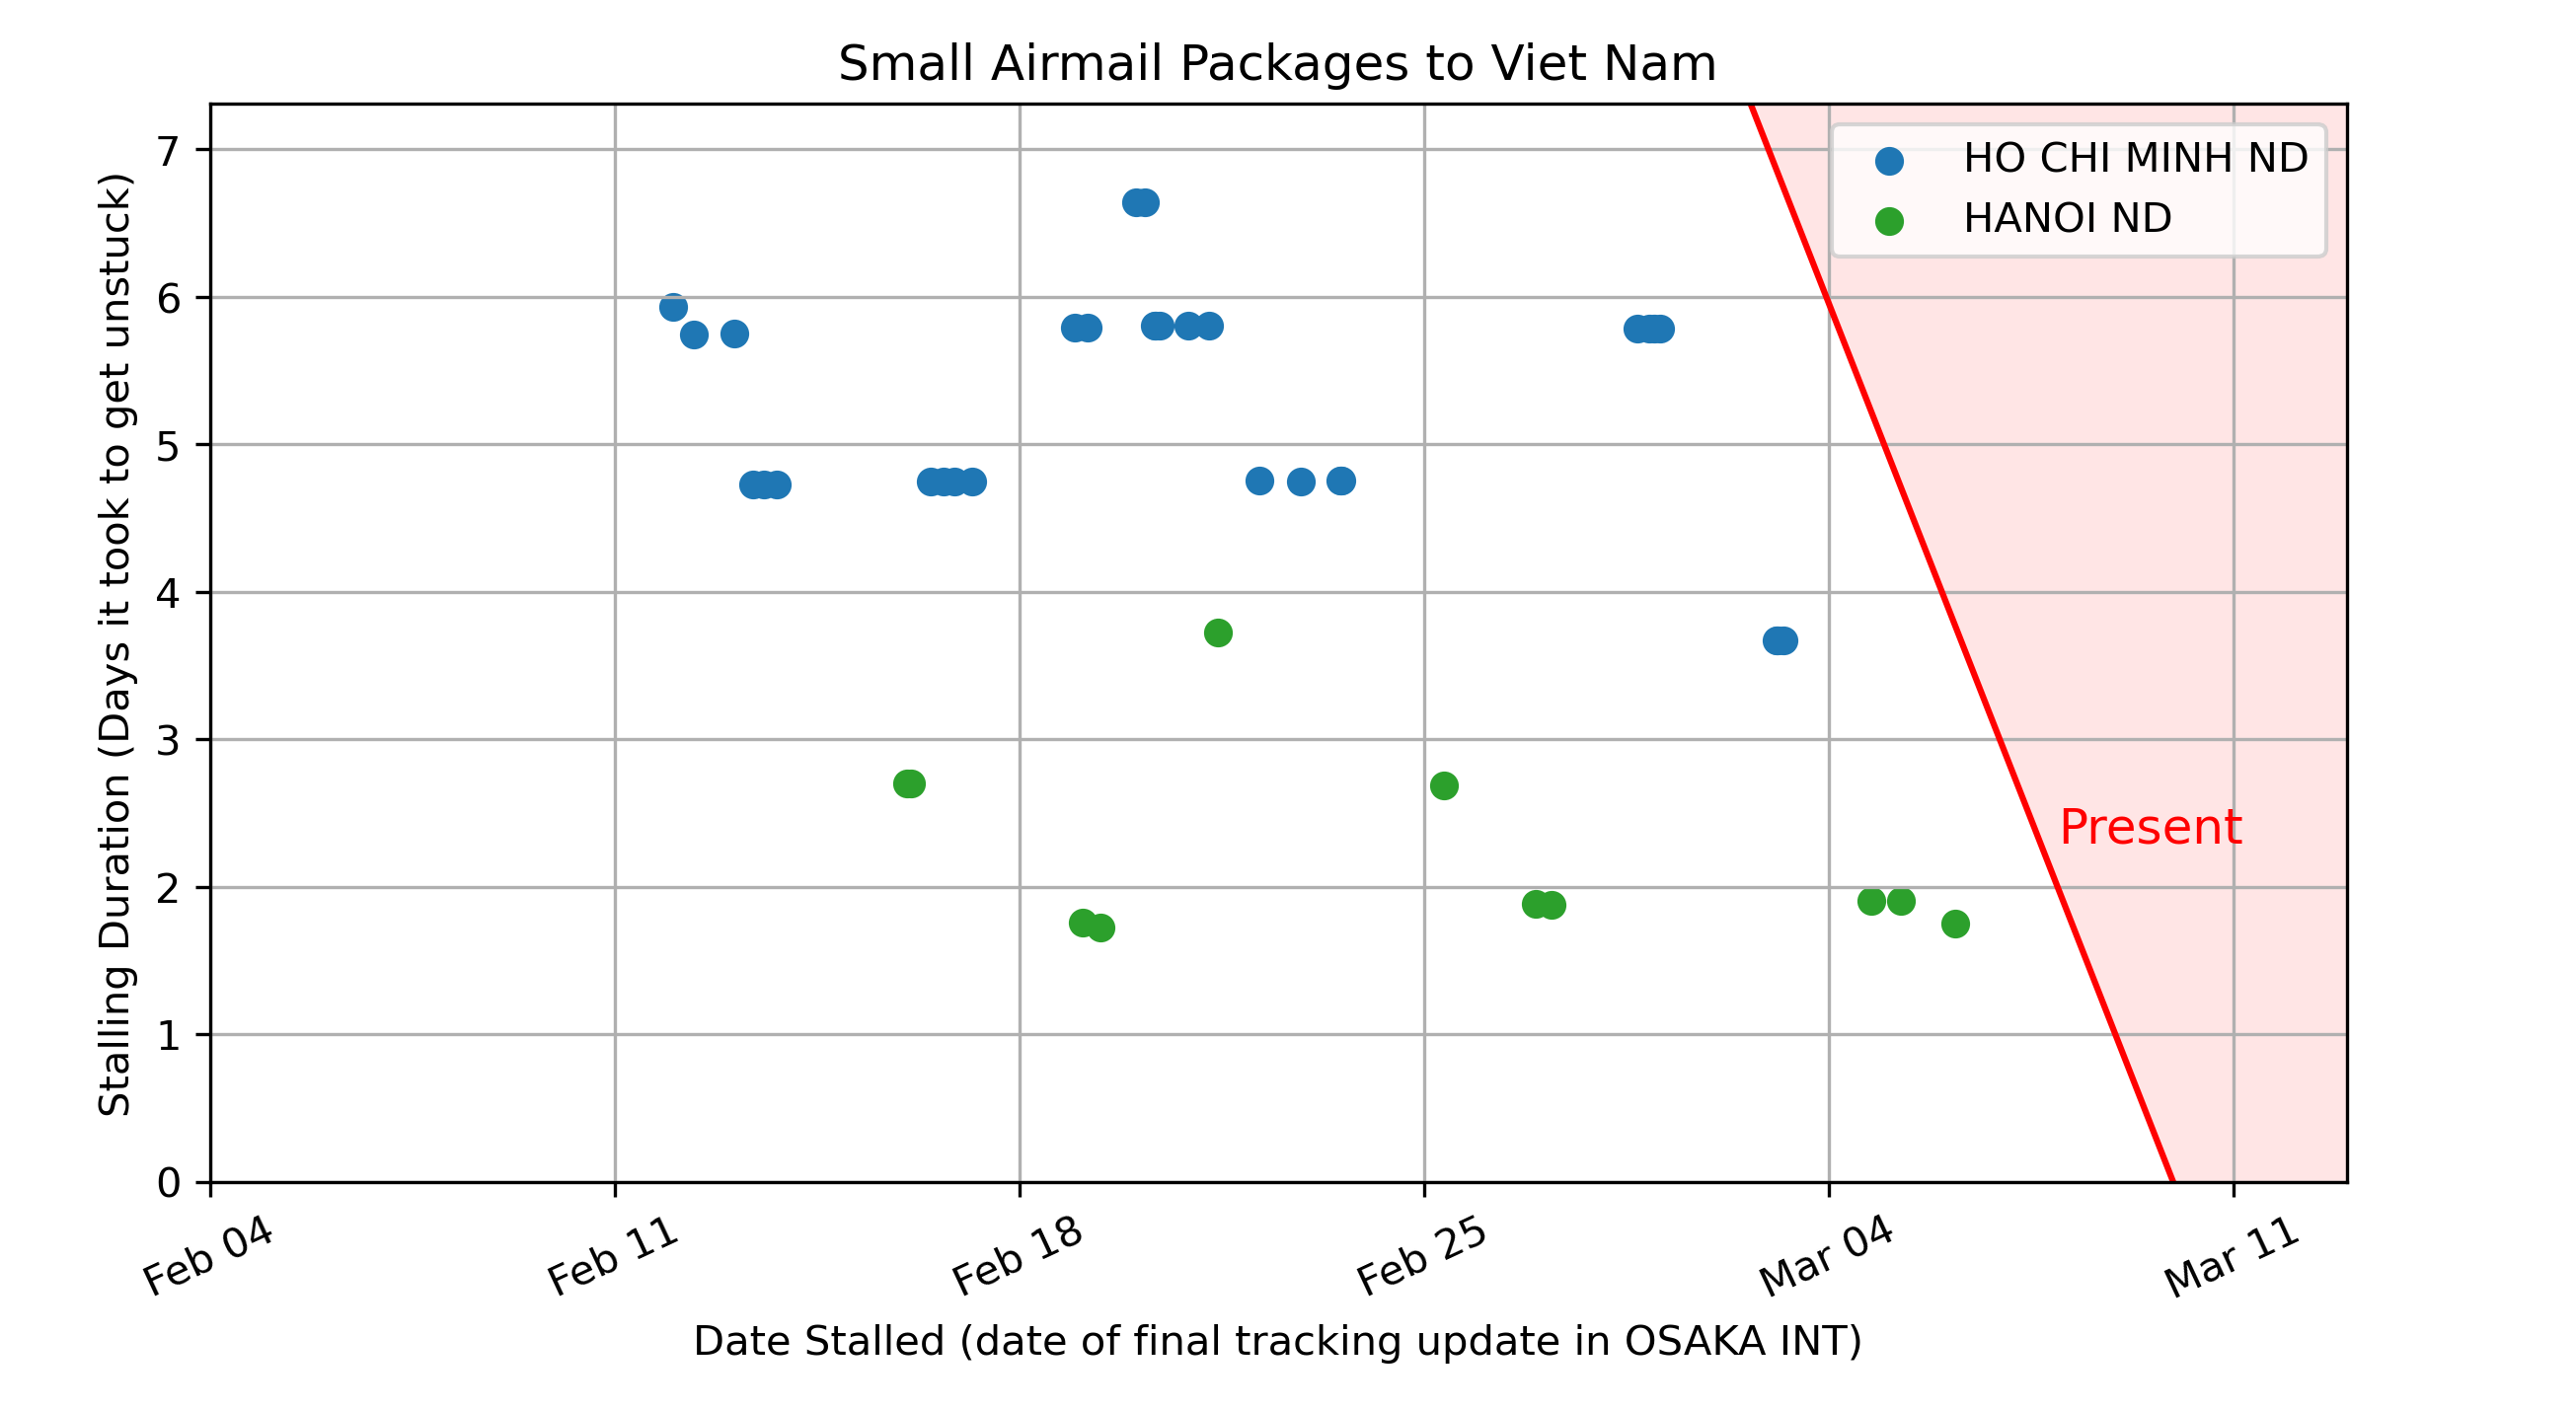 Small Airmail Packages to Viet Nam
HO CHI MINH ND
HANOI ND
Present
Stalling Duration (Days it took to get unstuck)
7
6
5
4
3
2
1
0
Feb 04
Feb 11
Feb 18
Feb 25
Mar 04
Mar 11
Date Stalled (date of final tracking update in OSAKA INT)